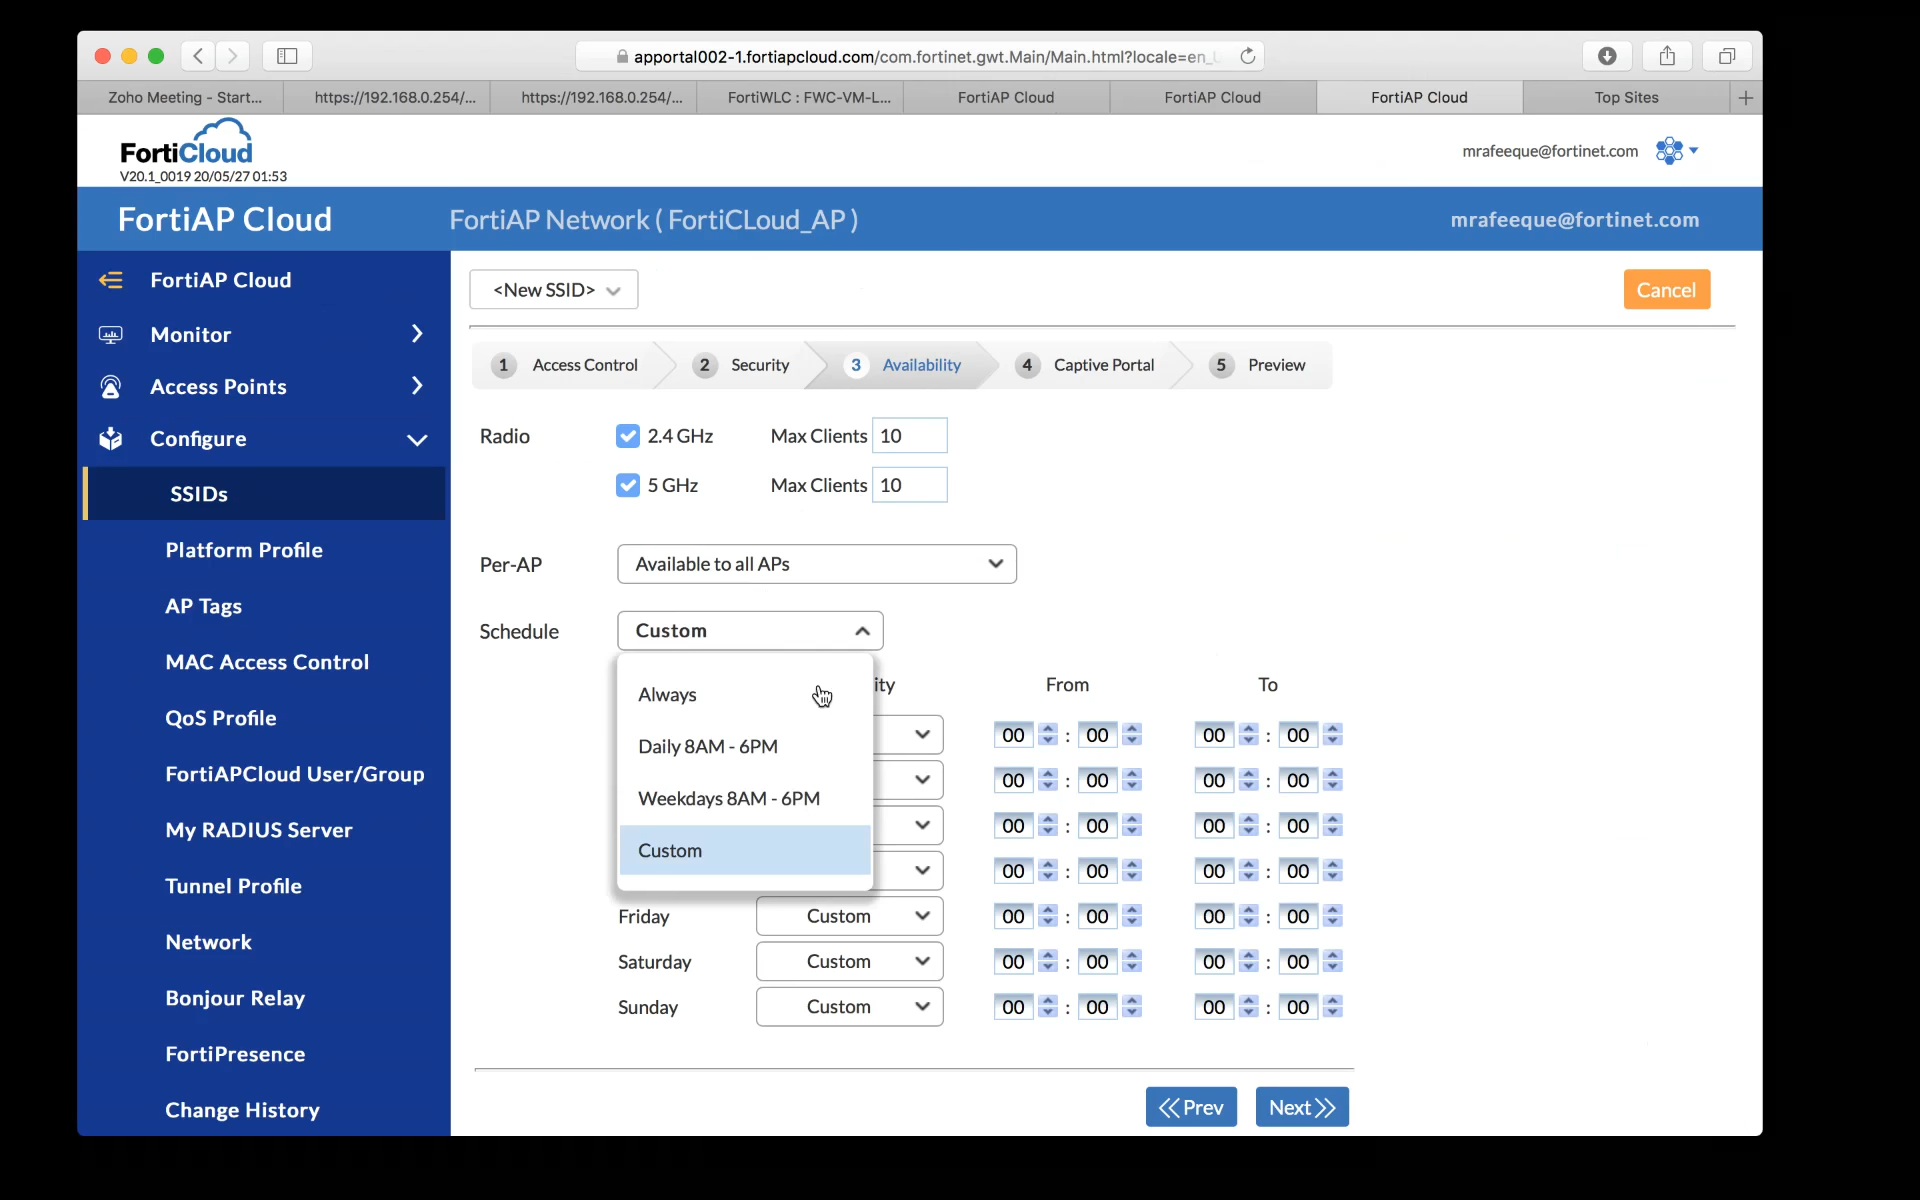 apportal002-1.fortiapcloud.com/com.fortinet.gwt.Main/Main.html?locale=en_
Zoho Meeting - Start... https://192.168.0.254/... https://192.168.0.254/... FortiWLC : FWC-VM-L... FortiAP Cloud FortiAP Cloud FortiAP Cloud Top Sites +
FortiCloud
V20.1_0019 20/05/27 01:53
mrafeeque@fortinet.com
FortiAP Cloud FortiAP Network ( FortiCLoud_AP ) mrafeeque@fortinet.com
FortiAP Cloud
Monitor
Access Points
Configure
SSIDs
Platform Profile
AP Tags
MAC Access Control
QoS Profile
FortiAPCloud User/Group
My RADIUS Server
Tunnel Profile
Network
Bonjour Relay
FortiPresence
Change History
<New SSID> Cancel
1 Access Control 2 Security 3 Availability 4 Captive Portal 5 Preview
Radio 2.4 GHz Max Clients 10
5 GHz Max Clients 10
Per-AP Available to all APs
Schedule Custom
Always
Daily 8AM - 6PM
Weekdays 8AM - 6PM
Custom
ity From To
00 : 00 00 : 00
00 : 00 00 : 00
00 : 00 00 : 00
00 : 00 00 : 00
Friday Custom 00 : 00 00 : 00
Saturday Custom 00 : 00 00 : 00
Sunday Custom 00 : 00 00 : 00
Prev Next